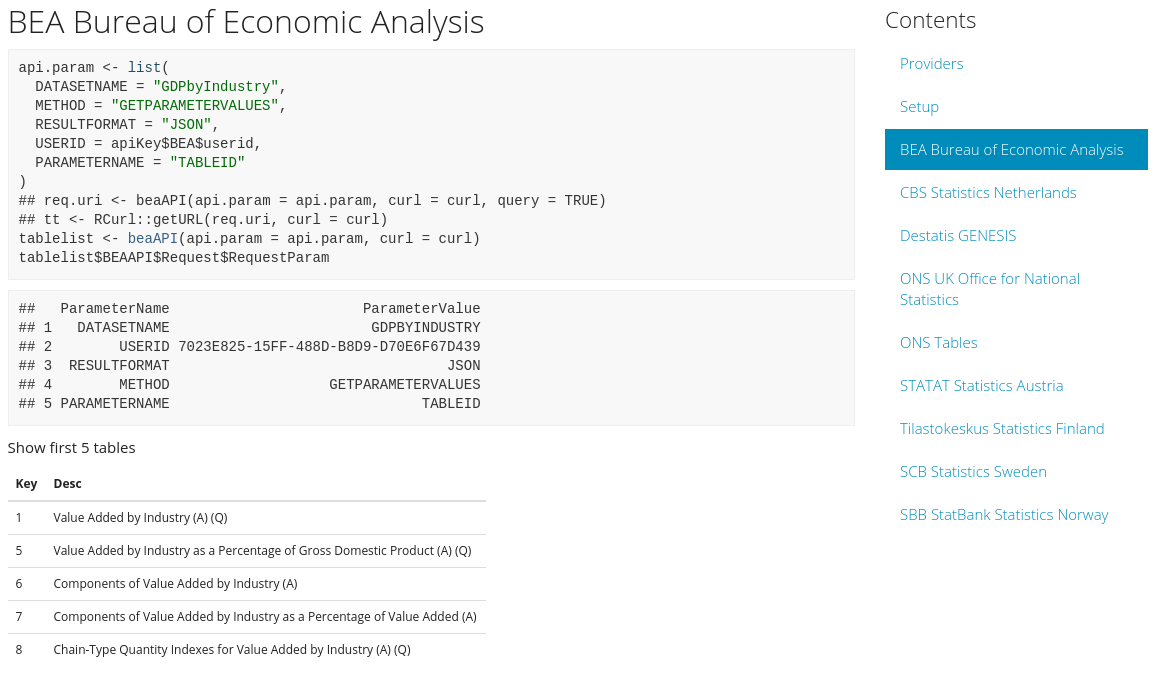 BEA Bureau of Economic Analysis
api.param <- list(
  DATASETNAME = "GDPbyIndustry",
  METHOD = "GETPARAMETERVALUES",
  RESULTFORMAT = "JSON",
  USERID = apiKey$BEA$userid,
  PARAMETERNAME = "TABLEID"
)
## req.uri <- beaAPI(api.param = api.param, curl = curl, query = TRUE)
## tt <- RCurl::getURL(req.uri, curl = curl)
tablelist <- beaAPI(api.param = api.param, curl = curl)
tablelist$BEAAPI$Request$RequestParam
##   ParameterName                       ParameterValue
## 1   DATASETNAME                        GDPBYINDUSTRY
## 2        USERID 7023E825-15FF-488D-B8D9-D70E6F67D439
## 3  RESULTFORMAT                                 JSON
## 4        METHOD                   GETPARAMETERVALUES
## 5 PARAMETERNAME                              TABLEID
Show first 5 tables
Key Desc
1 Value Added by Industry (A) (Q)
5 Value Added by Industry as a Percentage of Gross Domestic Product (A) (Q)
6 Components of Value Added by Industry (A)
7 Components of Value Added by Industry as a Percentage of Value Added (A)
8 Chain-Type Quantity Indexes for Value Added by Industry (A) (Q)
Contents
Providers
Setup
BEA Bureau of Economic Analysis
CBS Statistics Netherlands
Destatis GENESIS
ONS UK Office for National
Statistics
ONS Tables
STATAT Statistics Austria
Tilastokeskus Statistics Finland
SCB Statistics Sweden
SBB StatBank Statistics Norway